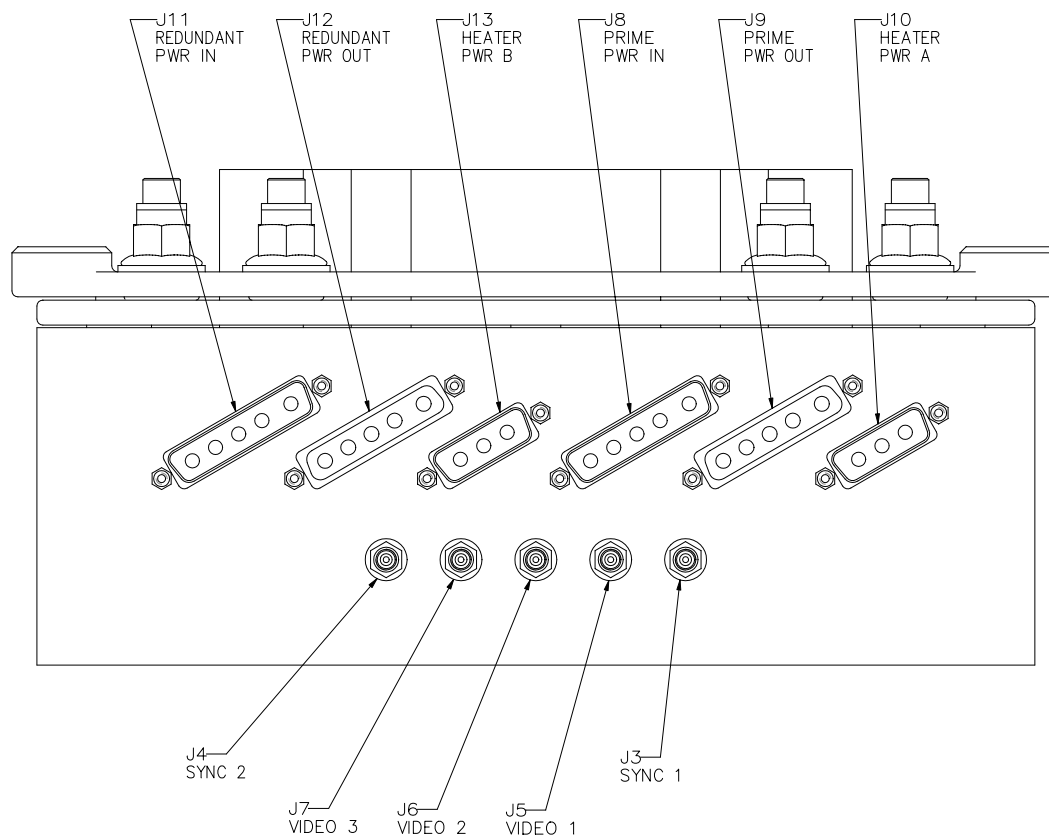 J11
REDUNDANT
PWR IN
J12
REDUNDANT
PWR OUT
J13
HEATER
PWR B
J8
PRIME
PWR IN
J9
PRIME
PWR OUT
J10
HEATER
PWR A
J4
SYNC 2
J7
VIDEO 3
J6
VIDEO 2
J5
VIDEO 1
J3
SYNC 1